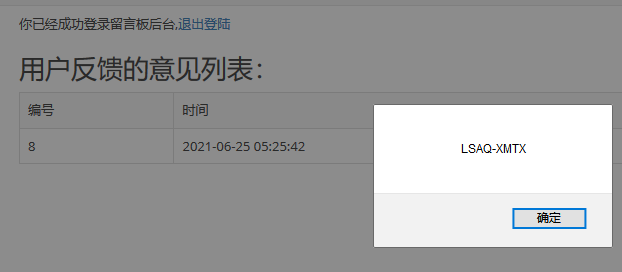 你已经成功登录留言板后台,退出登陆
用户反馈的意见列表：
编号 时间
8 2021-06-25 05:25:42
LSAQ-XMTX
确定